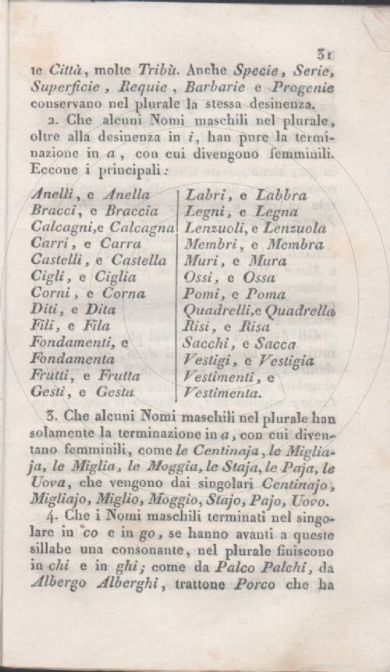 31
te Città, molte Tribù. Anche Specie, Serie,
Superficie, Requie, Barbarie e Progenie
conservano nel plurale la stessa desinenza.
2. Che alcuni Nomi maschili nel plurale,
oltre alla desinenza in i, han pure la termi-
nazione in a, con cui divengono femminili.
Eccone i principali:
Anelli, e Anella
Bracci, e Braccia
Calcagni, e Calcagna
Carri, e Carra
Castelli, e Castella
Cigli, e Ciglia
Corni, e Corna
Diti, e Dita
Fili, e Fila
Fondamenti, e
Fondamenta
Frutti, e Frutta
Gesti, e Gesta
Labri, e Labbra
Legni, e Legna
Lenzuoli, e Lenzuola
Membri, e Membra
Muri, e Mura
Ossi, e Ossa
Pomi, e Poma
Quadrelli, e Quadrella
Risi, e Risa
Sacchi, e Sacca
Vestigi, e Vestigia
Vestimenti, e
Vestimenta.
3. Che alcuni Nomi maschili nel plurale han
solamente la terminazione in a, con cui diven-
tano femminili, come le Centinaja, le Miglia-
ja, le Miglia, le Moggia, le Staja, le Paja, le
Uova, che vengono dai singolari Centinajo,
Migliajo, Miglio, Moggio, Stajo, Pajo, Uovo.
4. Che i Nomi maschili terminati nel singo-
lare in co e in go, se hanno avanti a queste
sillabe una consonante, nel plurale finiscono
in chi e in ghi; come da Palco Palchi, da
Albergo Alberghi, trattone Porco che ha